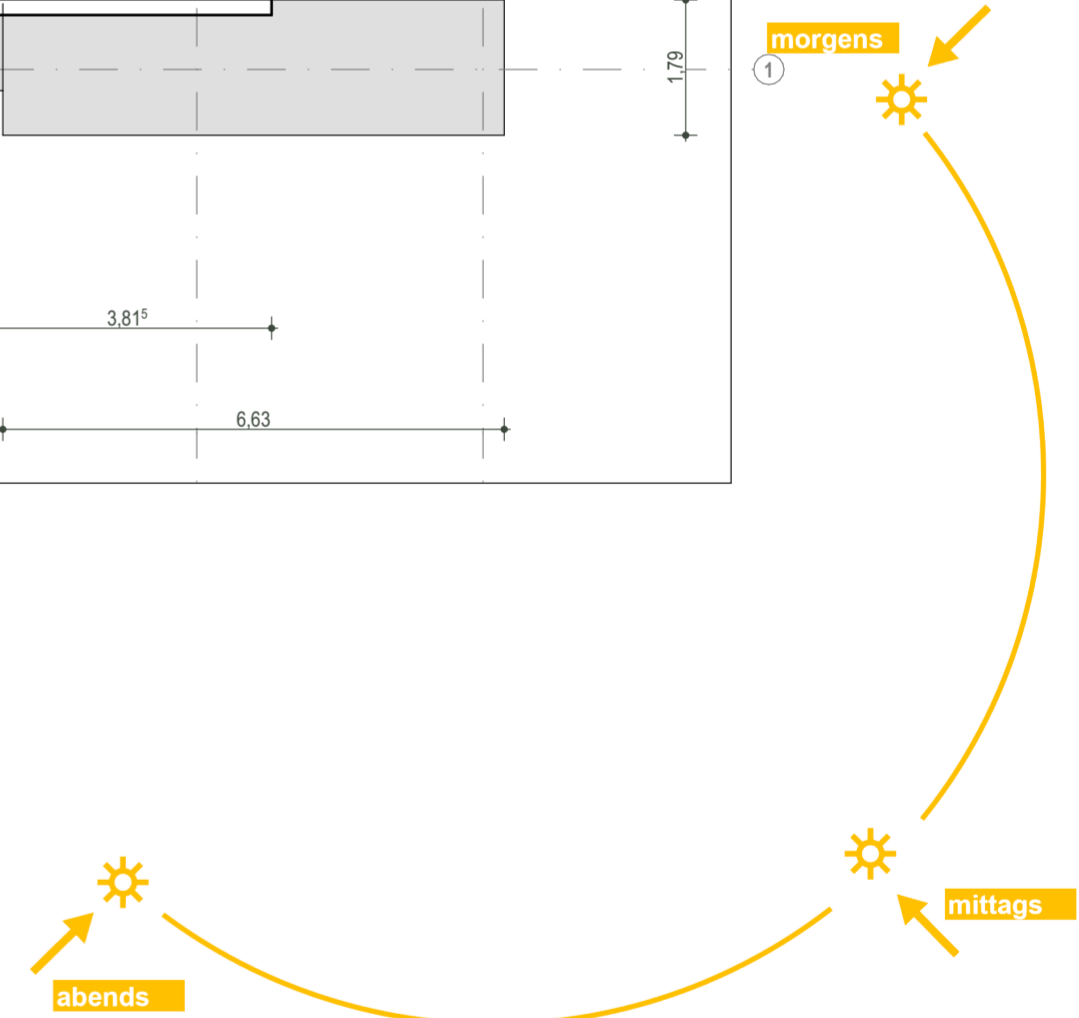 morgens
1,79
1
3,81⁵
6,63
mittags
abends